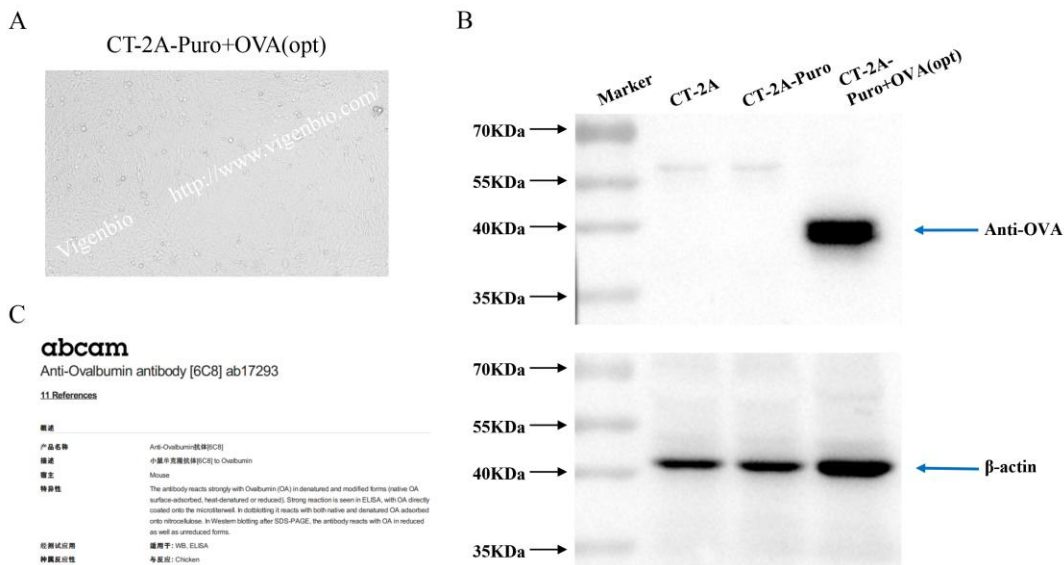 A
CT-2A-Puro+OVA(opt)
Vigenbio http://www.vigenbio.com/
B
Marker
CT-2A
CT-2A-Puro
CT-2A-
Puro+OVA(opt)
70KDa
55KDa
40KDa
35KDa
Anti-OVA
70KDa
55KDa
40KDa
35KDa
β-actin
C
abcam
Anti-Ovalbumin antibody [6C8] ab17293
11 References
概述
产品名称 Anti-Ovalbumin抗体[6C8]
描述 小鼠单克隆抗体[6C8] to Ovalbumin
宿主 Mouse
特异性 The antibody reacts strongly with Ovalbumin (OA) in denatured and modified forms (native OA
surface-adsorbed, heat-denatured or reduced). Strong reaction is seen in ELISA, with OA directly
coated onto the microtiterwell. In dotblotting it reacts with both native and denatured OA adsorbed
onto nitrocellulose. In Western blotting after SDS-PAGE, the antibody reacts with OA in reduced
as well as unreduced forms.
经测试应用 适用于: WB, ELISA
种属反应性 与反应: Chicken